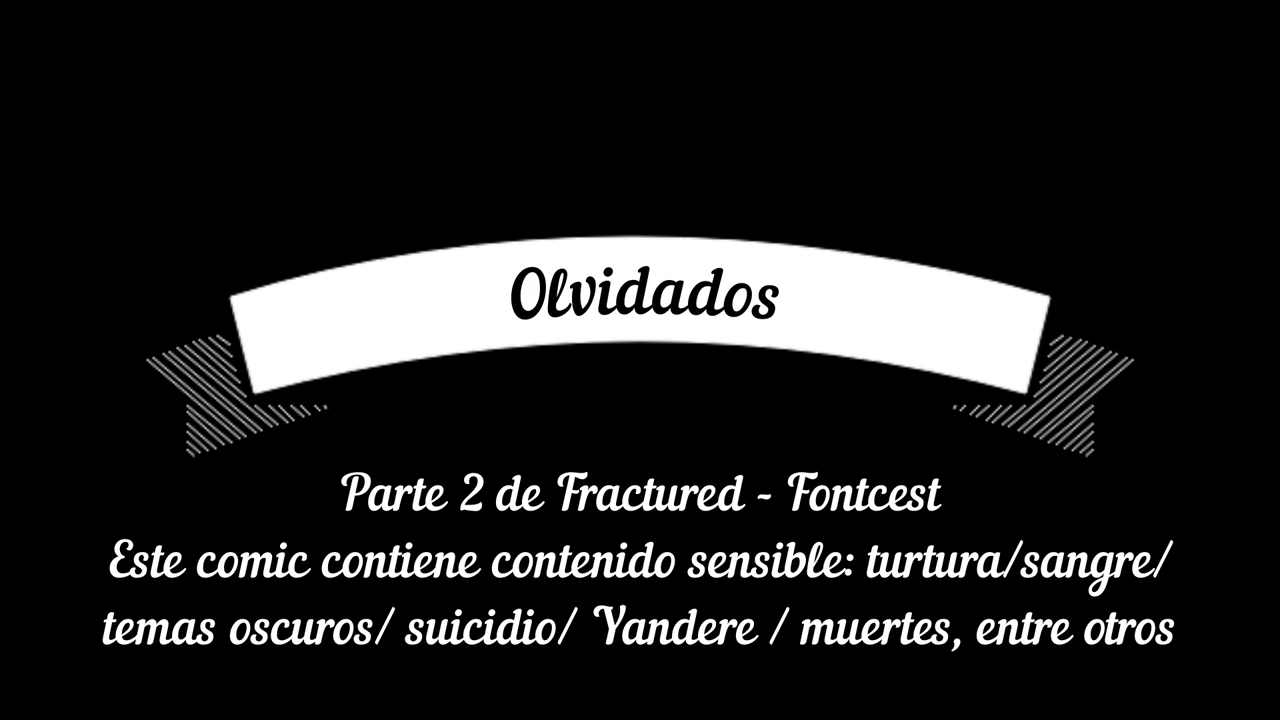 Olvidados
Parte 2 de Fractured - Fontcest
Este comic contiene contenido sensible: turtura/sangre/
temas oscuros/ suicidio/ Yandere / muertes, entre otros